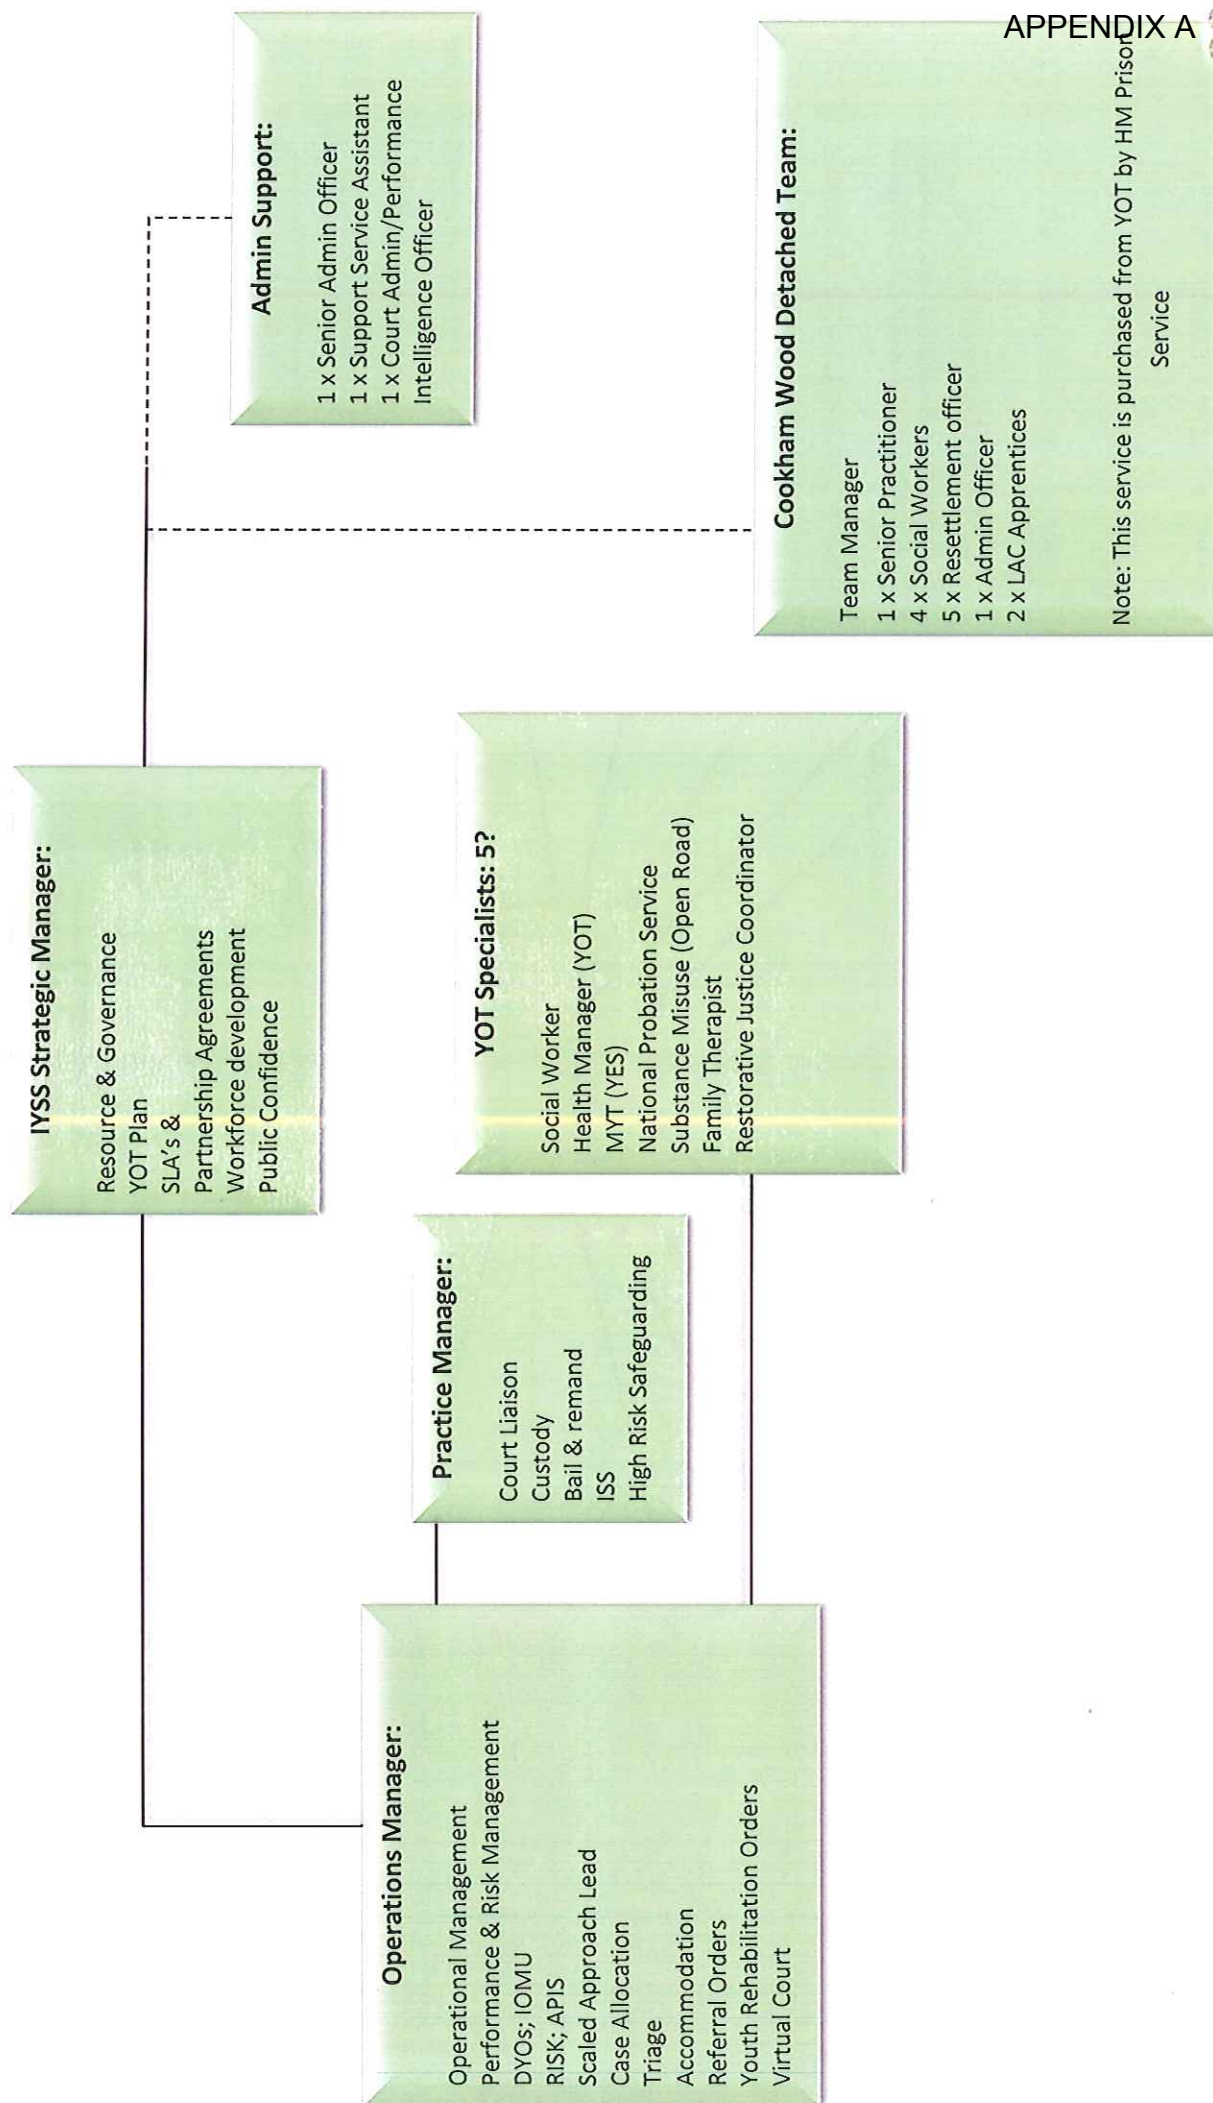 APPENDIX A
IYSS Strategic Manager:
Resource & Governance
YOT Plan
SLA's &
Partnership Agreements
Workforce development
Public Confidence
Admin Support:
1 x Senior Admin Officer
1 x Support Service Assistant
1 x Court Admin/Performance
Intelligence Officer
Operations Manager:
Operational Management
Performance & Risk Management
DYOs; IOMU
RISK; APIS
Scaled Approach Lead
Case Allocation
Triage
Accommodation
Referral Orders
Youth Rehabilitation Orders
Virtual Court
Practice Manager:
Court Liaison
Custody
Bail & remand
ISS
High Risk Safeguarding
YOT Specialists: 5?
Social Worker
Health Manager (YOT)
MYT (YES)
National Probation Service
Substance Misuse (Open Road)
Family Therapist
Restorative Justice Coordinator
Cookham Wood Detached Team:
Team Manager
1 x Senior Practitioner
4 x Social Workers
5 x Resettlement officer
1 x Admin Officer
2 x LAC Apprentices
Note: This service is purchased from YOT by HM Prison
Service